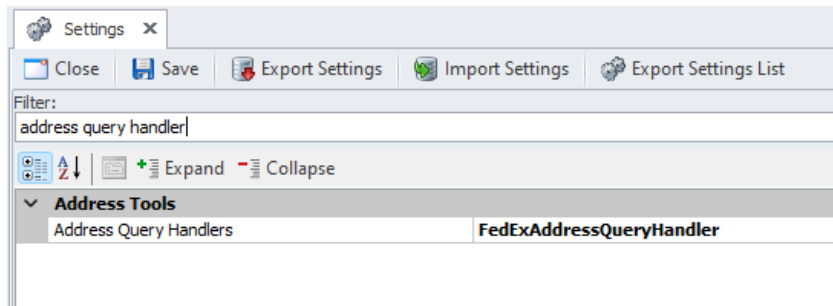 Settings X
Close Save Export Settings Import Settings Export Settings List
Filter:
address query handler
A Z Expand Collapse
Address Tools
Address Query Handlers FedExAddressQueryHandler